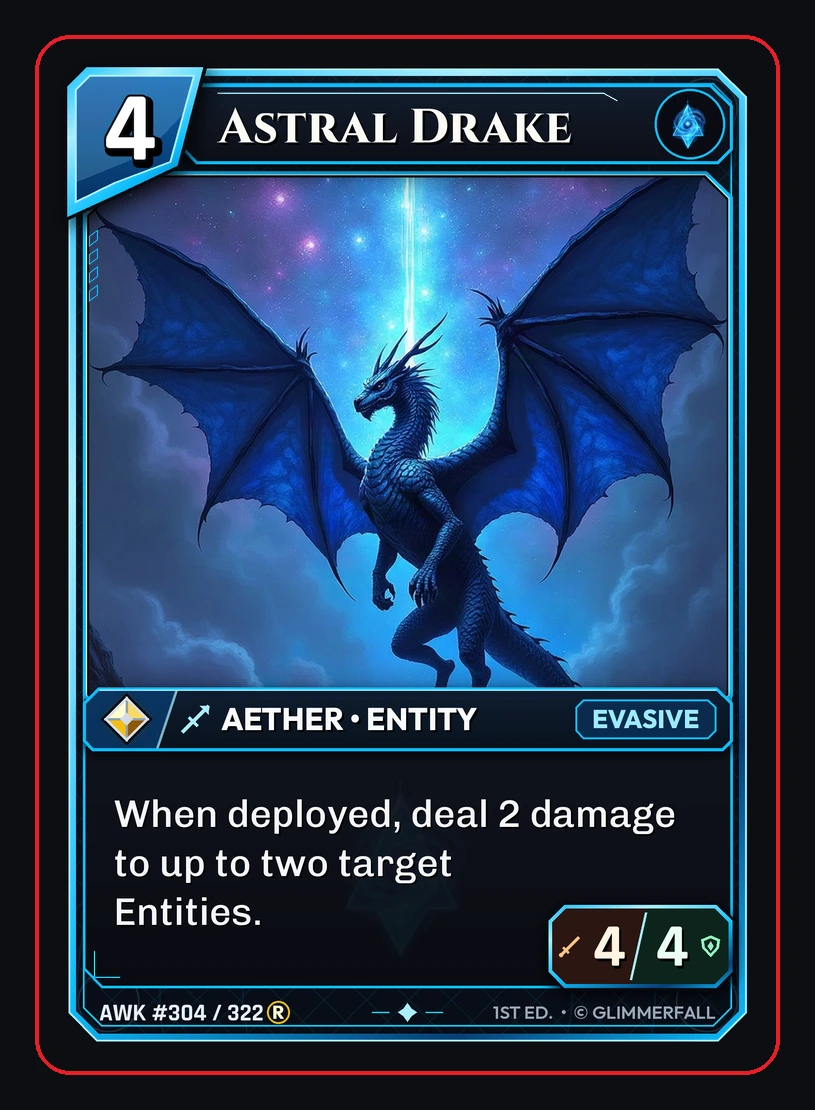 4
ASTRAL DRAKE
AETHER • ENTITY
EVASIVE
When deployed, deal 2 damage
to up to two target
Entities.
4/4
AWK #304 / 322 R
1ST ED. • © GLIMMERFALL